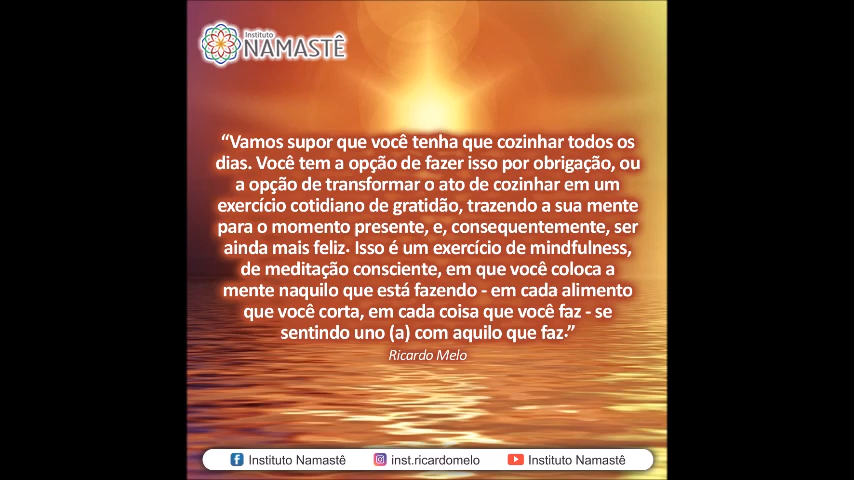 Instituto
NAMASTÊ
“Vamos supor que você tenha que cozinhar todos os
dias. Você tem a opção de fazer isso por obrigação, ou
a opção de transformar o ato de cozinhar em um
exercício cotidiano de gratidão, trazendo a sua mente
para o momento presente, e, consequentemente, ser
ainda mais feliz. Isso é um exercício de mindfulness,
de meditação consciente, em que você coloca a
mente naquilo que está fazendo - em cada alimento
que você corta, em cada coisa que você faz - se
sentindo uno (a) com aquilo que faz.”
Ricardo Melo
Instituto Namastê inst.ricardomelo Instituto Namastê